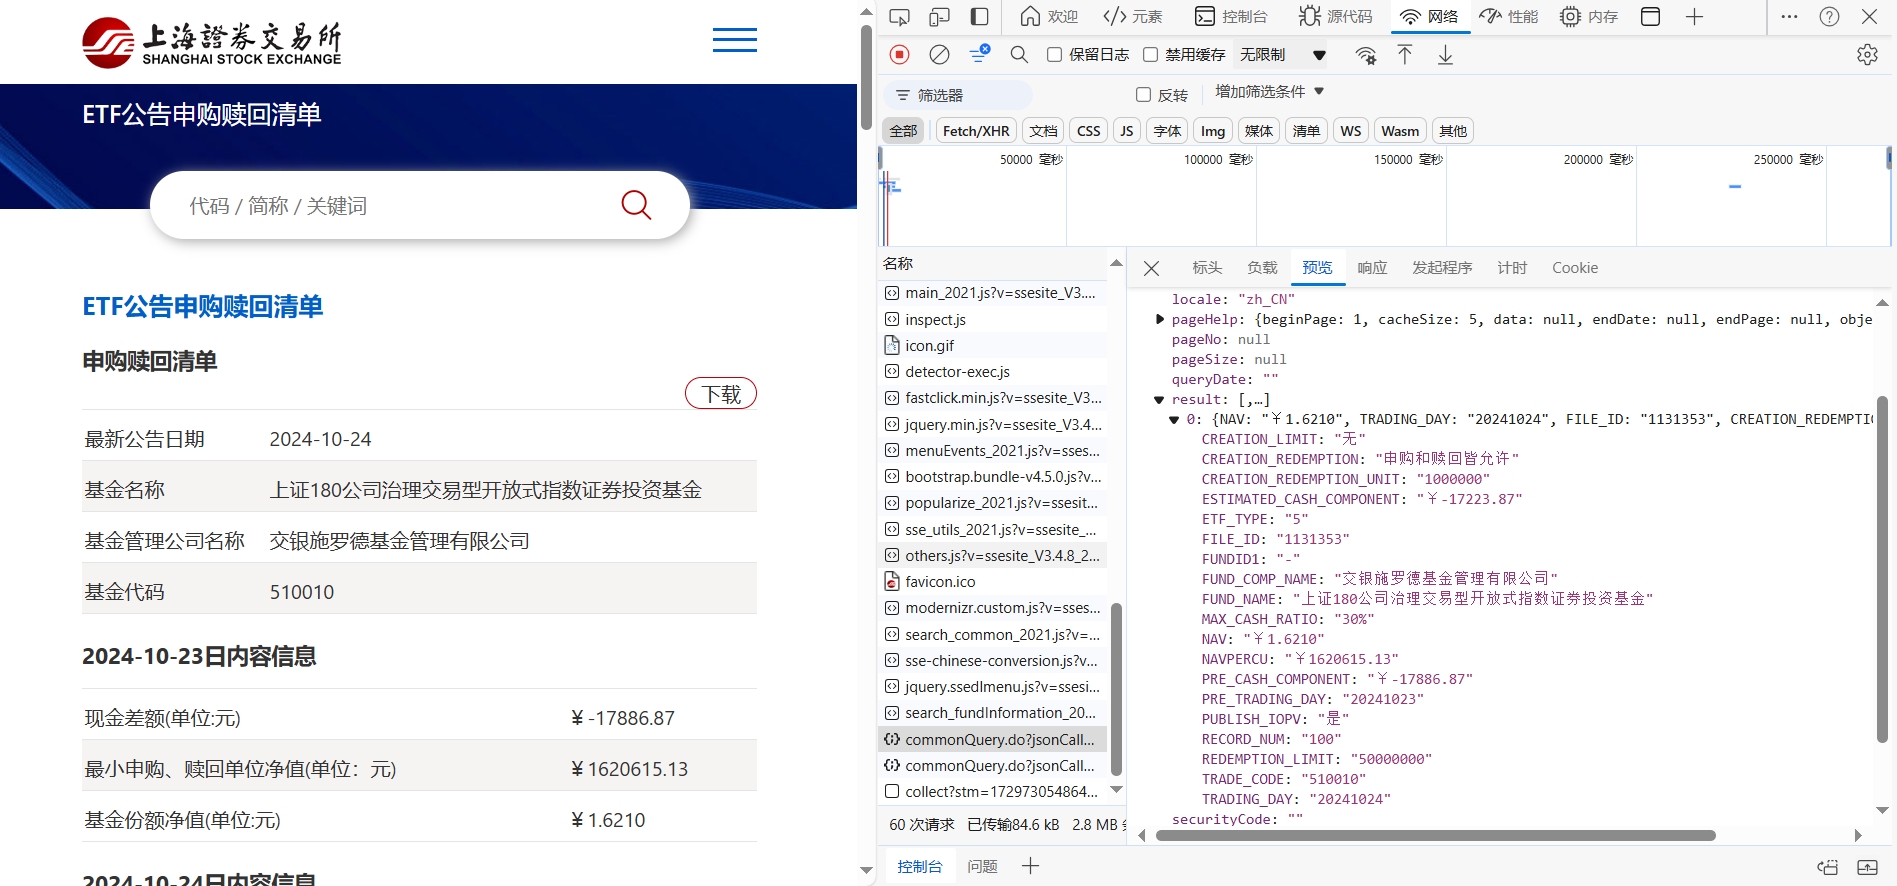 上海證券交易所
SHANGHAI STOCK EXCHANGE
ETF公告申购赎回清单
代码 / 简称 / 关键词
ETF公告申购赎回清单
申购赎回清单
下载
最新公告日期 2024-10-24
基金名称 上证180公司治理交易型开放式指数证券投资基金
基金管理公司名称 交银施罗德基金管理有限公司
基金代码 510010
2024-10-23日内容信息
现金差额(单位:元) ¥ -17886.87
最小申购、赎回单位净值(单位：元) ¥ 1620615.13
基金份额净值(单位:元) ¥ 1.6210
2024-10-24日内容信息
欢迎 元素 控制台 源代码 网络 性能 内存
保留日志 禁用缓存 无限制
筛选器 反转 增加筛选条件
全部 Fetch/XHR 文档 CSS JS 字体 Img 媒体 清单 WS Wasm 其他
50000 毫秒 100000 毫秒 150000 毫秒 200000 毫秒 250000 毫秒
名称
main_2021.js?v=ssesite_V3....
inspect.js
icon.gif
detector-exec.js
fastclick.min.js?v=ssesite_V3...
jquery.min.js?v=ssesite_V3.4...
menuEvents_2021.js?v=sses...
bootstrap.bundle-v4.5.0.js?v...
popularize_2021.js?v=ssesit...
sse_utils_2021.js?v=ssesite_...
others.js?v=ssesite_V3.4.8_2...
favicon.ico
modernizr.custom.js?v=sses...
search_common_2021.js?v=...
sse-chinese-conversion.js?v...
jquery.ssedlmenu.js?v=ssesi...
search_fundInformation_20...
commonQuery.do?jsonCall...
commonQuery.do?jsonCall...
collect?stm=172973054864...
60 次请求 已传输84.6 kB 2.8 MB
标头 负载 预览 响应 发起程序 计时 Cookie
locale: "zh_CN"
pageHelp: {beginPage: 1, cacheSize: 5, data: null, endDate: null, endPage: null, obje
pageNo: null
pageSize: null
queryDate: ""
result: [,…]
0: {NAV: "￥1.6210", TRADING_DAY: "20241024", FILE_ID: "1131353", CREATION_REDEMPTIO
CREATION_LIMIT: "无"
CREATION_REDEMPTION: "申购和赎回皆允许"
CREATION_REDEMPTION_UNIT: "1000000"
ESTIMATED_CASH_COMPONENT: "￥-17223.87"
ETF_TYPE: "5"
FILE_ID: "1131353"
FUNDID1: "-"
FUND_COMP_NAME: "交银施罗德基金管理有限公司"
FUND_NAME: "上证180公司治理交易型开放式指数证券投资基金"
MAX_CASH_RATIO: "30%"
NAV: "￥1.6210"
NAVPERCU: "￥1620615.13"
PRE_CASH_COMPONENT: "￥-17886.87"
PRE_TRADING_DAY: "20241023"
PUBLISH_IOPV: "是"
RECORD_NUM: "100"
REDEMPTION_LIMIT: "50000000"
TRADE_CODE: "510010"
TRADING_DAY: "20241024"
securityCode: ""
控制台 问题